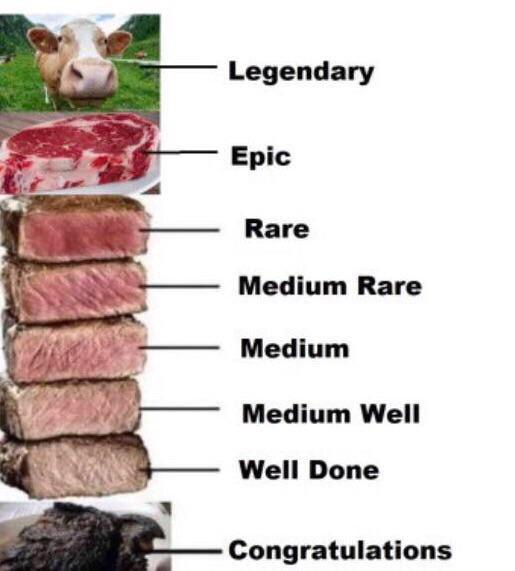 Legendary
Epic
Rare
Medium Rare
Medium
Medium Well
Well Done
Congratulations